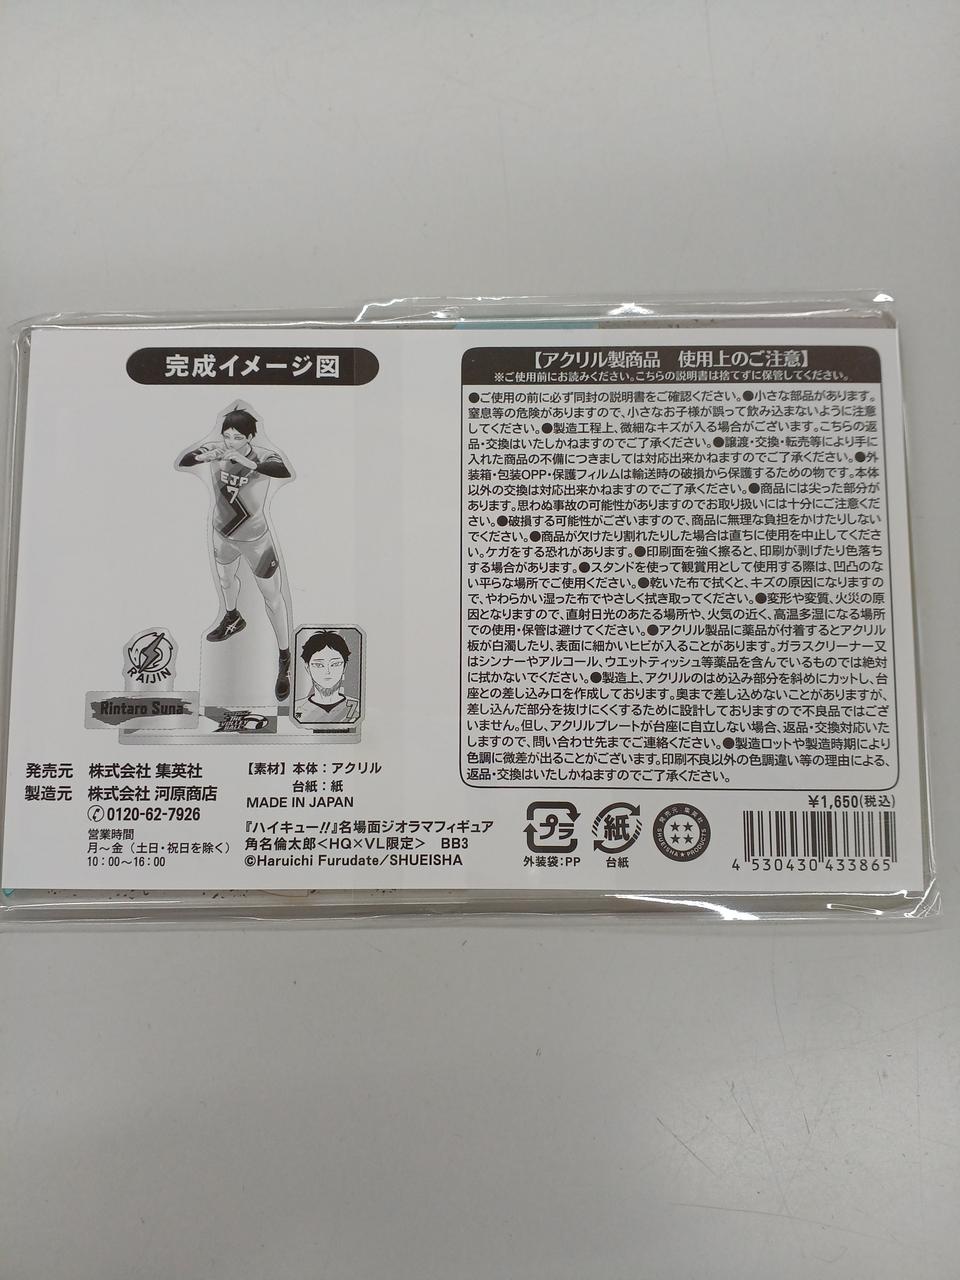 完成イメージ図
EJP
7
RAIJIN
Rintaro Suna
THE VOLLEY BALL
7
発売元 株式会社 集英社
製造元 株式会社 河原商店
0120-62-7926
営業時間
月〜金（土日・祝日を除く）
10：00〜16：00
【素材】本体：アクリル
台紙：紙
MADE IN JAPAN
『ハイキュー!!』名場面ジオラマフィギュア
角名倫太郎＜HQ×VL限定＞ BB3
©Haruichi Furudate/SHUEISHA
【アクリル製商品 使用上のご注意】
※ご使用前にお読みください。こちらの説明書は捨てずに保管してください。
●ご使用の前に必ず同封の説明書をご確認ください。●小さな部品があります。
窒息等の危険がありますので、小さなお子様が誤って飲み込まないように注意
してください。●製造工程上、微細なキズが入る場合がございます。こちらの返
品・交換はいたしかねますのでご了承ください。●譲渡・交換・転売等により手に
入れた商品の不備につきましては対応出来かねますのでご了承ください。●外
装箱・包装OPP・保護フィルムは輸送時の破損から保護するための物です。本体
以外の交換は対応出来かねますのでご了承ください。●商品には尖った部分が
あります。思わぬ事故の可能性がありますのでお取り扱いには十分にご注意くだ
さい。●破損する可能性がございますので、商品に無理な負担をかけたりしない
でください。●商品が欠けたり割れたりした場合は直ちに使用を中止してくださ
い。ケガをする恐れがあります。●印刷面を強く擦ると、印刷が剥げたり色落ち
する場合があります。●スタンドを使って観賞用として使用する際は、凹凸のな
い平らな場所でご使用ください。●乾いた布で拭くと、キズの原因になりますの
で、やわらかい湿った布でやさしく拭き取ってください。●変形や変質、火災の原
因となりますので、直射日光のあたる場所や、火気の近く、高温多湿になる場所
での使用・保管は避けてください。●アクリル製品に薬品が付着するとアクリル
板が白濁したり、表面に細かいヒビが入ることがあります。ガラスクリーナー又
はシンナーやアルコール、ウエットティッシュ等薬品を含んでいるものでは絶対
に拭かないでください。●製造上、アクリルのはめ込み部分を斜めにカットし、台
座との差し込み口を作成しております。奥まで差し込めないことがありますが、
差し込んだ部分を抜けにくくするために設計しておりますので不良品ではござ
いません。但し、アクリルプレートが台座に自立しない場合、返品・交換対応いた
しますので、問い合わせ先までご連絡ください。●製造ロットや製造時期により
色調に微差が出ることがございます。印刷不良以外の色調違い等の理由による、
返品・交換はいたしかねますのでご了承ください。
プラ
外装袋：PP
紙
台紙
発売元・集英社
SHUEISHA PRODUCTS
¥1,650(税込)
4 530430 433865